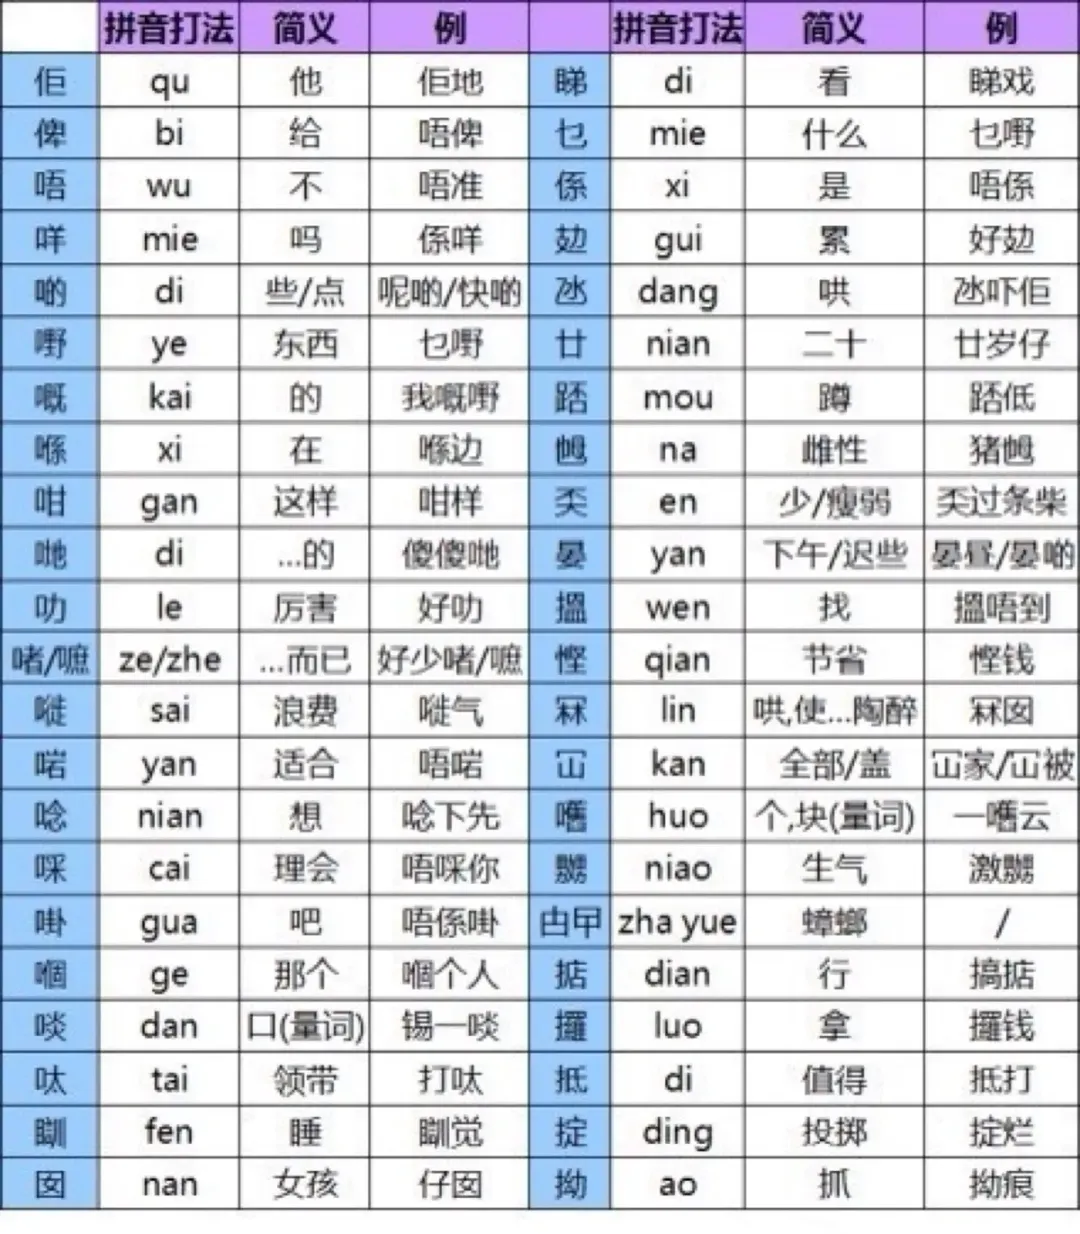 拼音打法 简义 例 拼音打法 简义 例
佢 qu 他 佢地 睇 di 看 睇戏
俾 bi 给 唔俾 乜 mie 什么 乜嘢
唔 wu 不 唔准 係 xi 是 唔係
咩 mie 吗 係咩 攰 gui 累 好攰
啲 di 些/点 呢啲/快啲 氹 dang 哄 氹吓佢
嘢 ye 东西 乜嘢 廿 nian 二十 廿岁仔
嘅 kai 的 我嘅嘢 踎 mou 蹲 踎低
喺 xi 在 喺边 乸 na 雌性 猪乸
咁 gan 这样 咁样 奀 en 少/瘦弱 奀过条柴
哋 di ...的 傻傻哋 晏 yan 下午/迟些 晏昼/晏啲
叻 le 厉害 好叻 揾 wen 找 揾唔到
啫/嗻 ze/zhe ...而已 好少啫/嗻 悭 qian 节省 悭钱
嘥 sai 浪费 嘥气 冧 lin 哄,使...陶醉 冧囡
啱 yan 适合 唔啱 冚 kan 全部/盖 冚家/冚被
唸 nian 想 唸下先 嚿 huo 个,块(量词) 一嚿云
啋 cai 理会 唔啋你 嬲 niao 生气 激嬲
啩 gua 吧 唔係啩 甴曱 zha yue 蟑螂 /
嗰 ge 那个 嗰个人 掂 dian 行 搞掂
啖 dan 口(量词) 锡一啖 攞 luo 拿 攞钱
呔 tai 领带 打呔 抵 di 值得 抵打
瞓 fen 睡 瞓觉 掟 ding 投掷 掟烂
囡 nan 女孩 仔囡 拗 ao 抓 拗痕